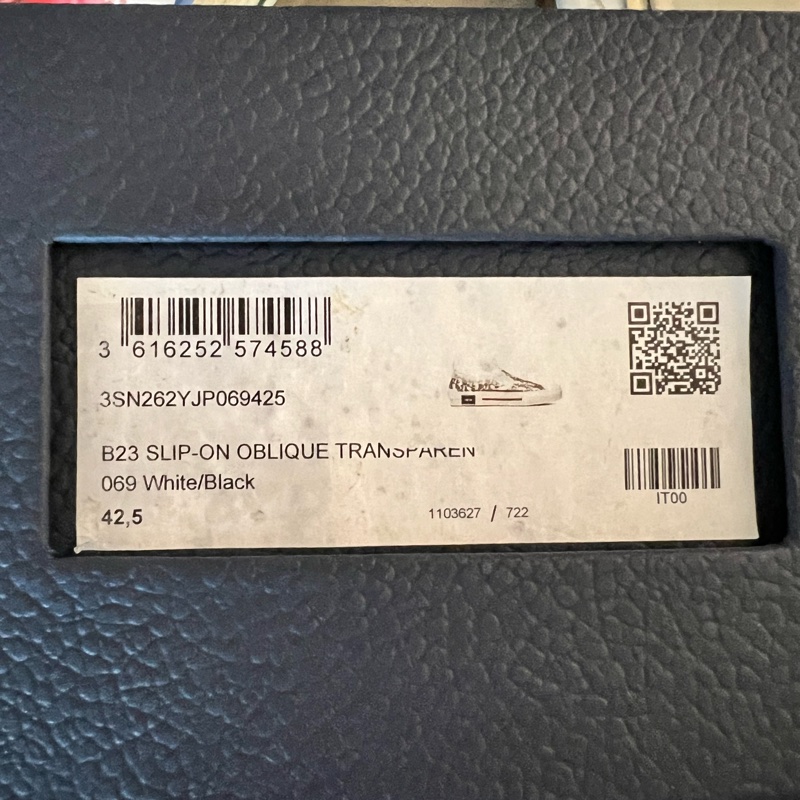 3 616252 574588
3SN262YJP069425
B23 SLIP-ON OBLIQUE TRANSPAREN
069 White/Black
42,5
1103627 / 722
IT00